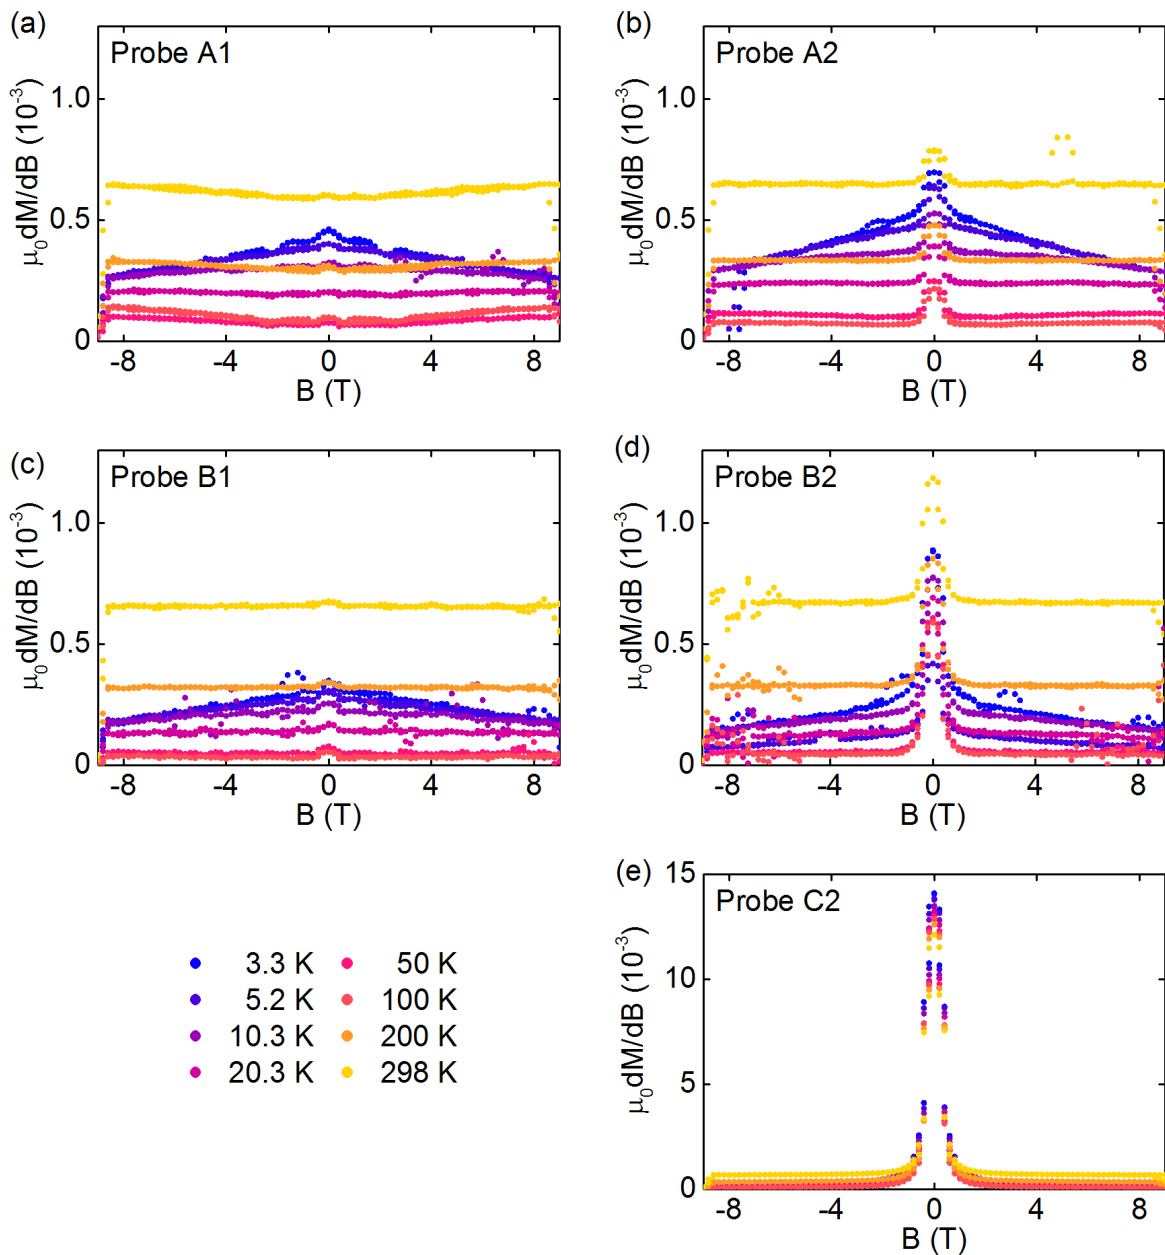 (a)
Probe A1
μ₀dM/dB (10⁻³)
1.0
0.5
0
-8 -4 0 4 8
B (T)
(b)
Probe A2
μ₀dM/dB (10⁻³)
1.0
0.5
0
-8 -4 0 4 8
B (T)
(c)
Probe B1
μ₀dM/dB (10⁻³)
1.0
0.5
0
-8 -4 0 4 8
B (T)
(d)
Probe B2
μ₀dM/dB (10⁻³)
1.0
0.5
0
-8 -4 0 4 8
B (T)
3.3 K 50 K
5.2 K 100 K
10.3 K 200 K
20.3 K 298 K
(e)
Probe C2
μ₀dM/dB (10⁻³)
15
10
5
0
-8 -4 0 4 8
B (T)